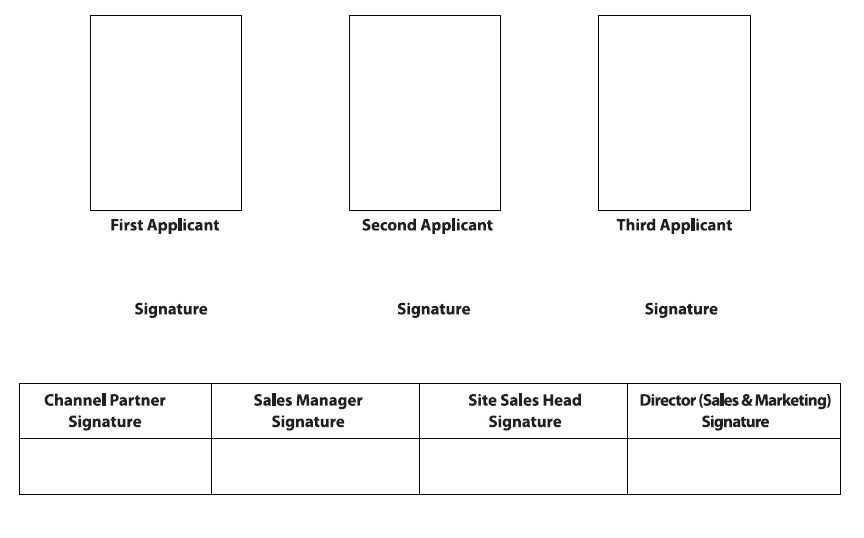 First Applicant Second Applicant Third Applicant
Signature Signature Signature
Channel Partner Sales Manager Site Sales Head Director (Sales & Marketing)
Signature Signature Signature Signature